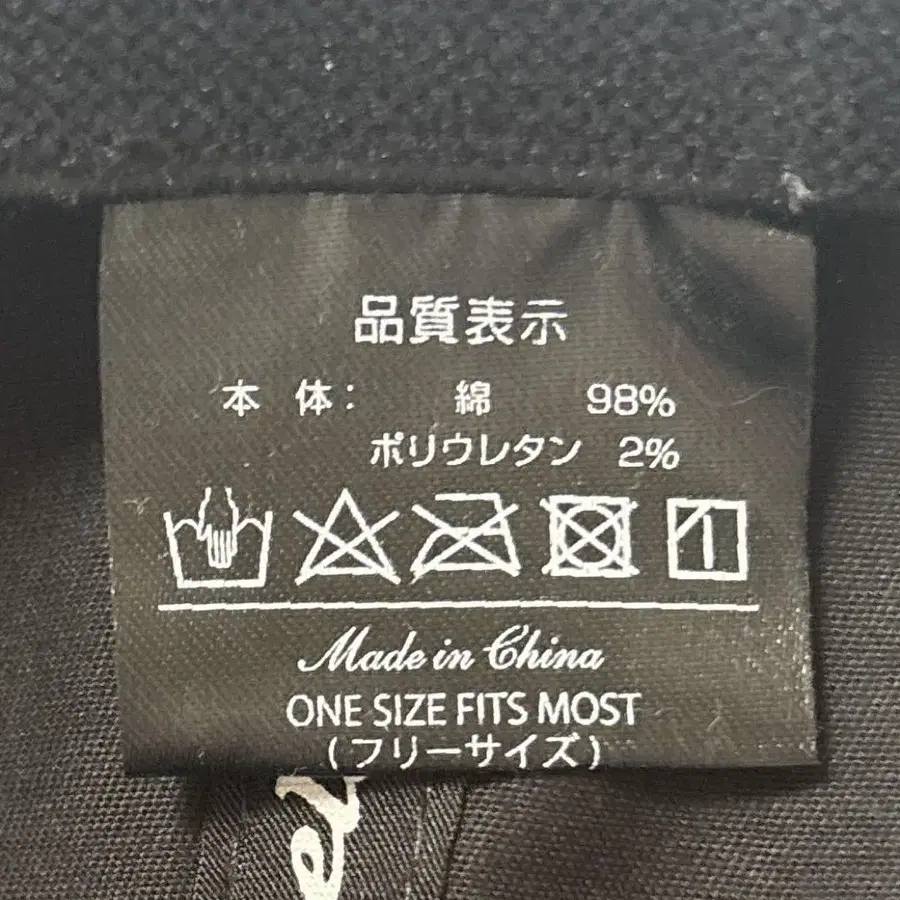 品質表示
本 体: 綿 98%
ポリウレタン 2%
Made in China
ONE SIZE FITS MOST
(フリーサイズ)